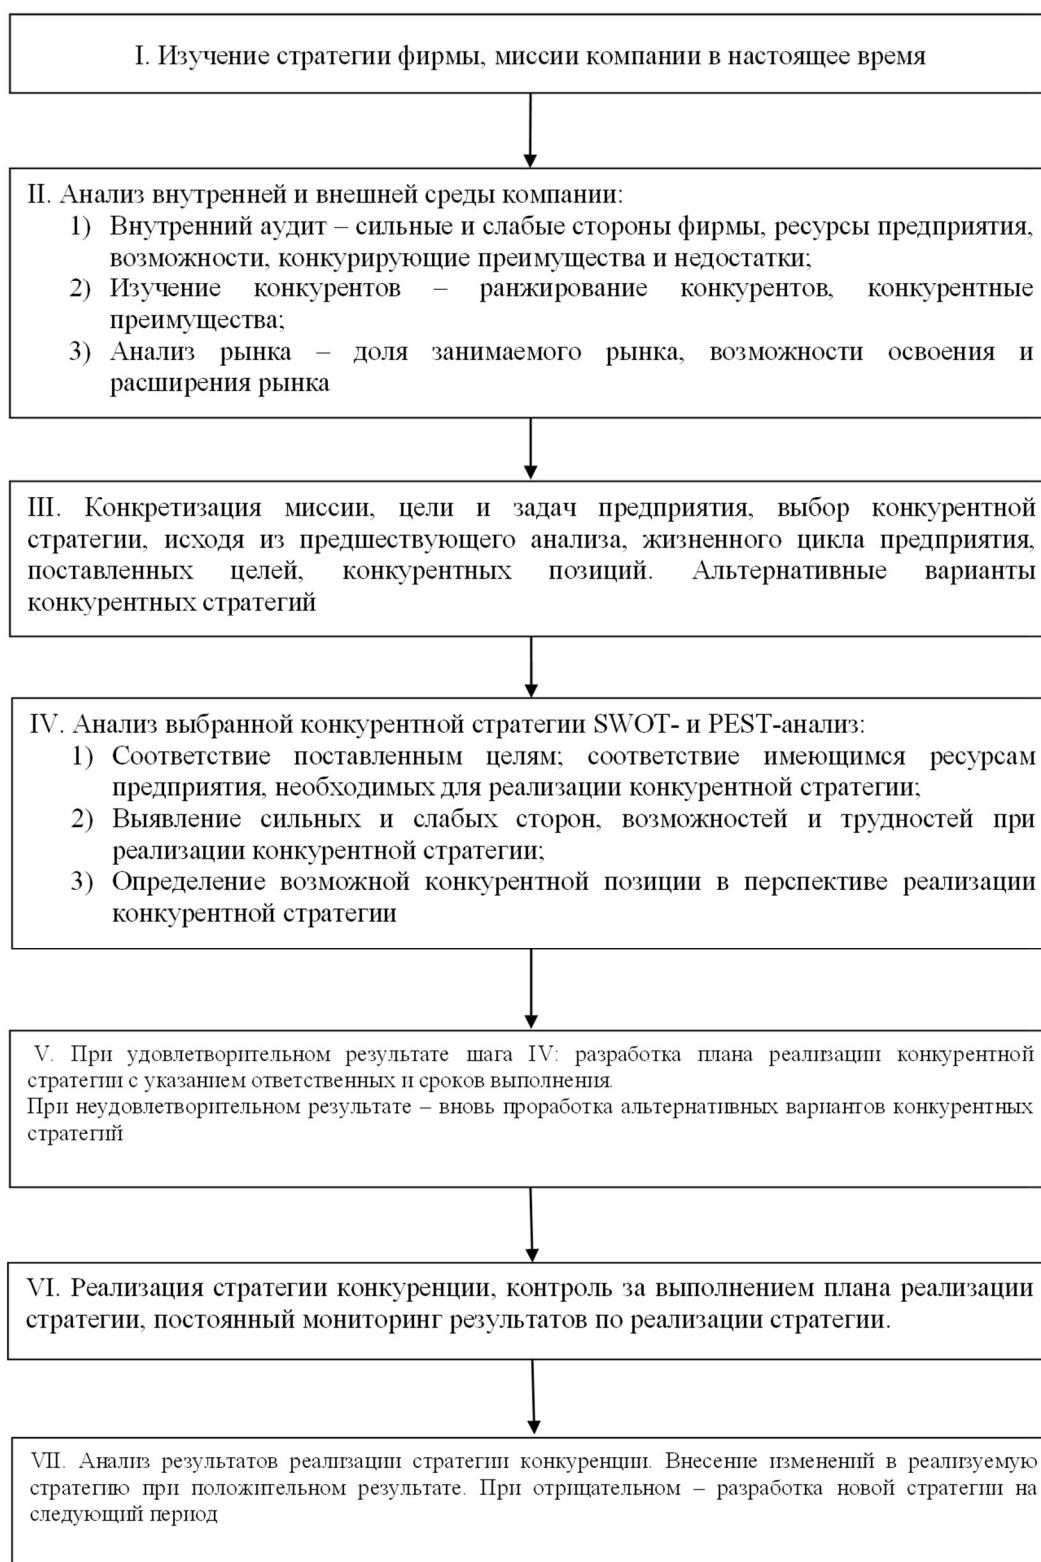 I. Изучение стратегии фирмы, миссии компании в настоящее время
II. Анализ внутренней и внешней среды компании:
1) Внутренний аудит – сильные и слабые стороны фирмы, ресурсы предприятия,
возможности, конкурирующие преимущества и недостатки;
2) Изучение конкурентов – ранжирование конкурентов, конкурентные
преимущества;
3) Анализ рынка – доля занимаемого рынка, возможности освоения и
расширения рынка
III. Конкретизация миссии, цели и задач предприятия, выбор конкурентной
стратегии, исходя из предшествующего анализа, жизненного цикла предприятия,
поставленных целей, конкурентных позиций. Альтернативные варианты
конкурентных стратегий
IV. Анализ выбранной конкурентной стратегии SWOT- и PEST-анализ:
1) Соответствие поставленным целям; соответствие имеющимся ресурсам
предприятия, необходимых для реализации конкурентной стратегии;
2) Выявление сильных и слабых сторон, возможностей и трудностей при
реализации конкурентной стратегии;
3) Определение возможной конкурентной позиции в перспективе реализации
конкурентной стратегии
V. При удовлетворительном результате шага IV: разработка плана реализации конкурентной
стратегии с указанием ответственных и сроков выполнения.
При неудовлетворительном результате – вновь проработка альтернативных вариантов конкурентных
стратегий
VI. Реализация стратегии конкуренции, контроль за выполнением плана реализации
стратегии, постоянный мониторинг результатов по реализации стратегии.
VII. Анализ результатов реализации стратегии конкуренции. Внесение изменений в реализуемую
стратегию при положительном результате. При отрицательном – разработка новой стратегии на
следующий период